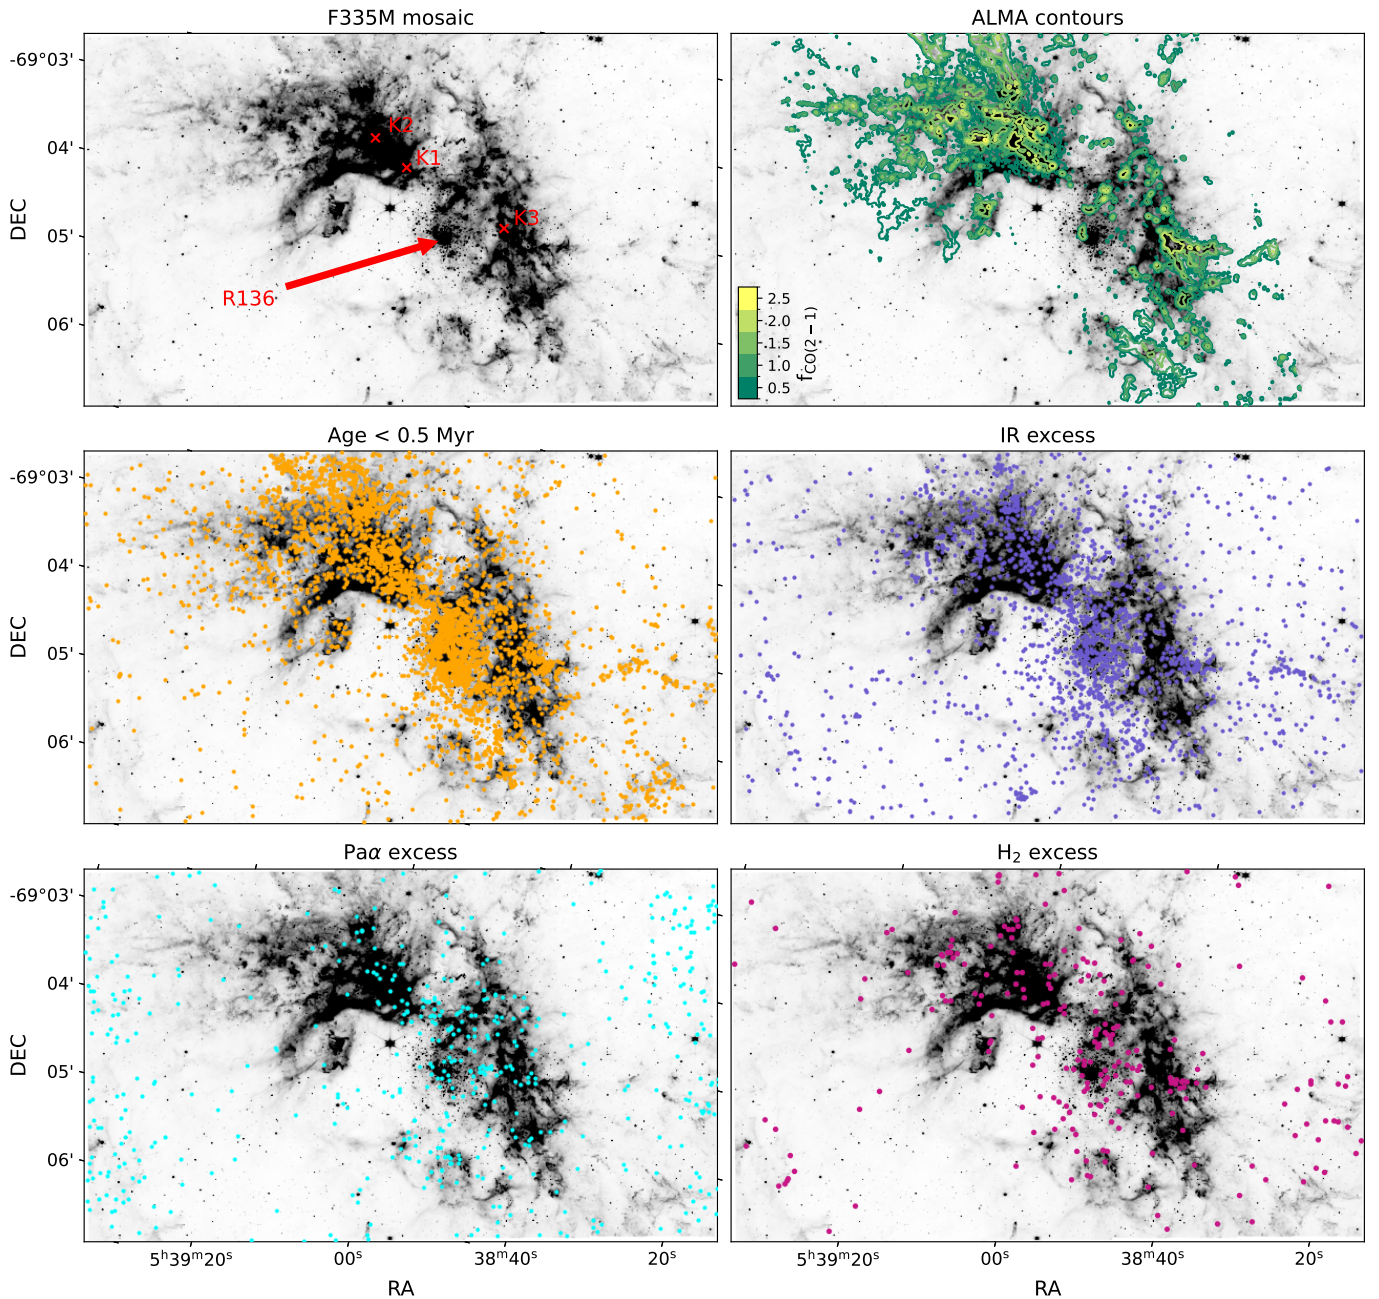 F335M mosaic
ALMA contours
-69°03'
04'
05'
06'
DEC
K2
K1
K3
R136
2.5
2.0
1.5
1.0
0.5
fCO(2 − 1)
Age < 0.5 Myr
IR excess
-69°03'
04'
05'
06'
DEC
Paα excess
H₂ excess
-69°03'
04'
05'
06'
DEC
5ʰ39ᵐ20ˢ
00ˢ
38ᵐ40ˢ
20ˢ
RA
5ʰ39ᵐ20ˢ
00ˢ
38ᵐ40ˢ
20ˢ
RA